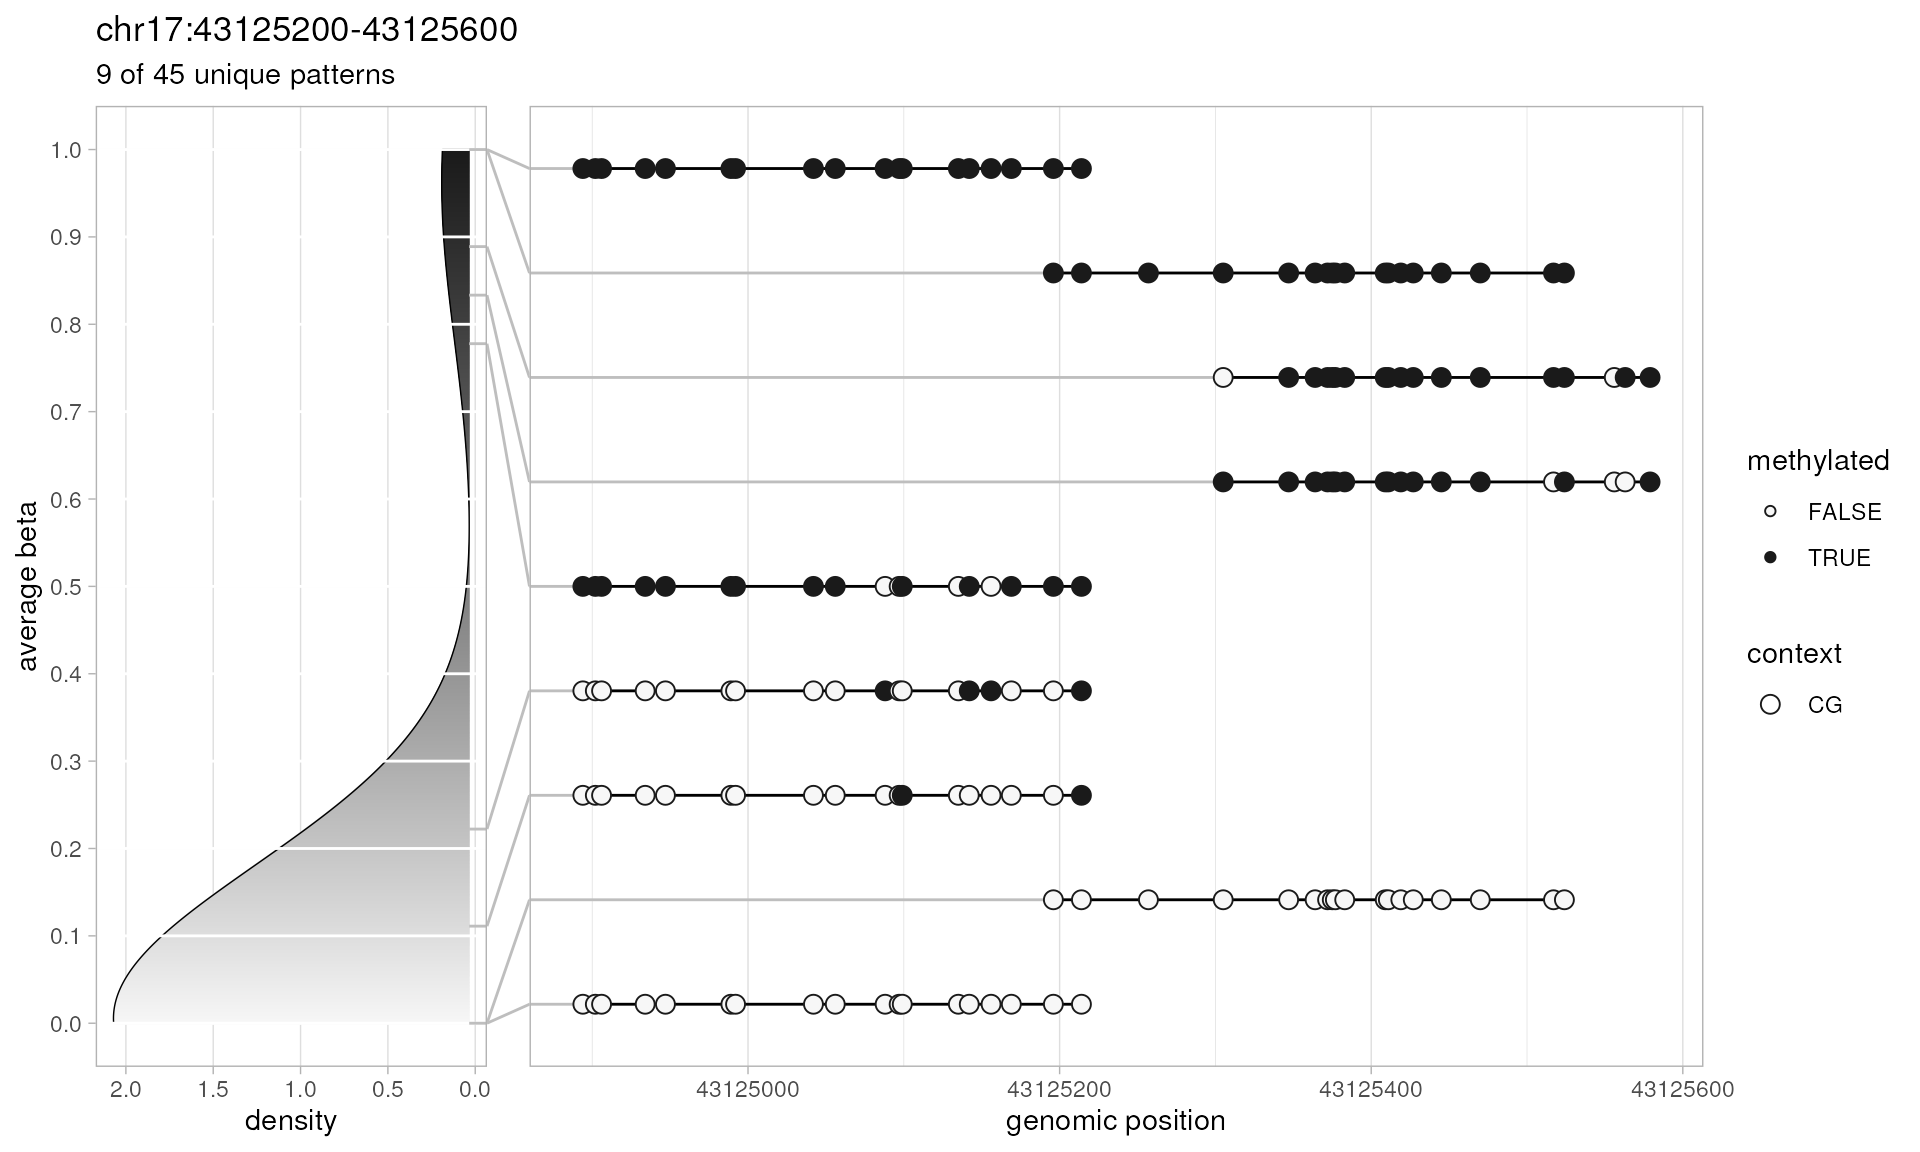 chr17:43125200-43125600
9 of 45 unique patterns
average beta
1.0
0.9
0.8
0.7
0.6
0.5
0.4
0.3
0.2
0.1
0.0
2.0 1.5 1.0 0.5 0.0
density
43125000 43125200 43125400 43125600
genomic position
methylated
FALSE
TRUE
context
CG